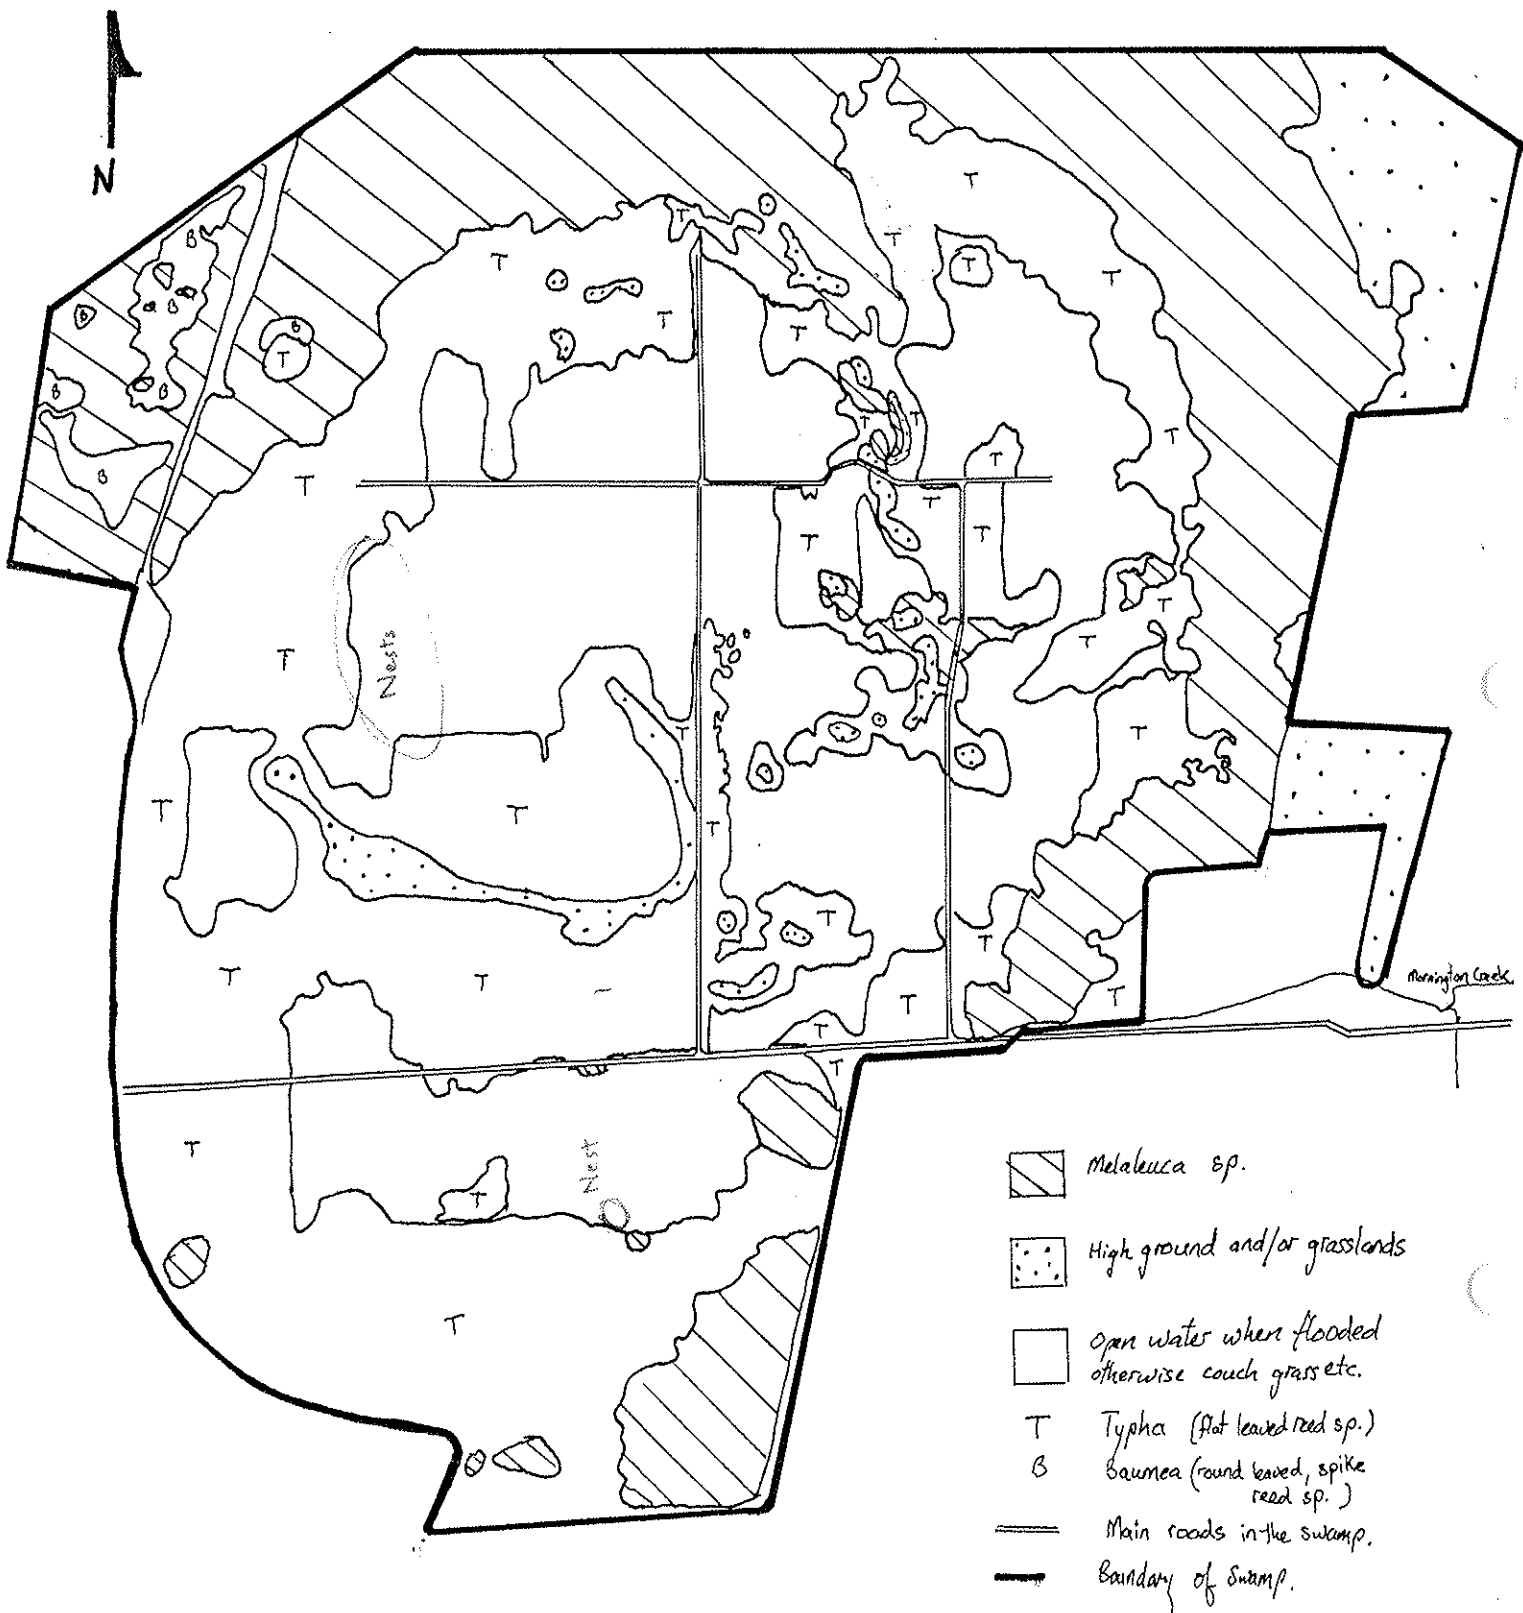 N
T
T
B
T
T
T
T
T
T
B
B
T
B
B
T
B
T
T
T
T
T
T
T
T
T
T
T
Nests
T
T
T
T
T
T
T
T
T
T
T
T
T
T
Mornington Creek
T
T
T
Nest
T
T
Melaleuca sp.
High ground and/or grasslands
Open water when flooded
otherwise couch grass etc.
T Typha (flat leaved reed sp.)
B Baumea (round leaved, spike
reed sp.)
Main roads in the swamp.
Boundary of Swamp.